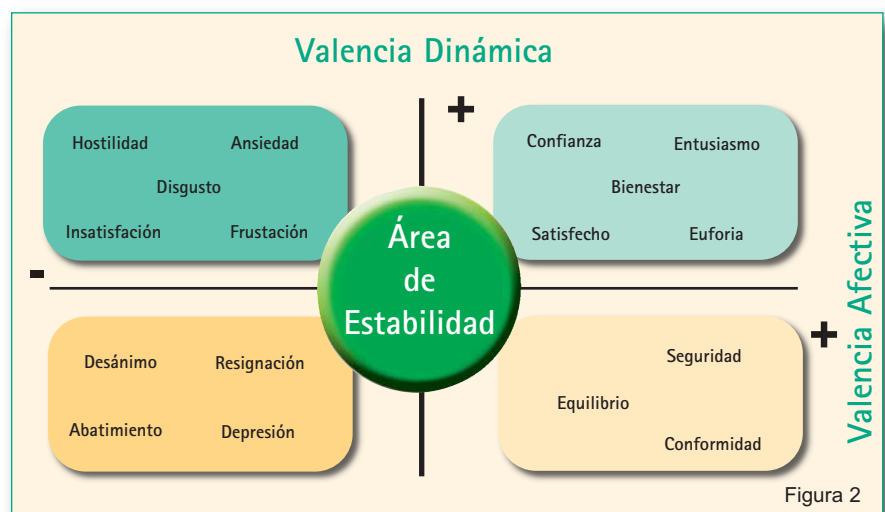 Valencia Dinámica
+
Hostilidad Ansiedad
Disgusto
Insatisfación Frustación
Confianza Entusiasmo
Bienestar
Satisfecho Euforia
Área
de
Estabilidad
-
+
Valencia Afectiva
Desánimo Resignación
Abatimiento Depresión
Seguridad
Equilibrio
Conformidad
Figura 2